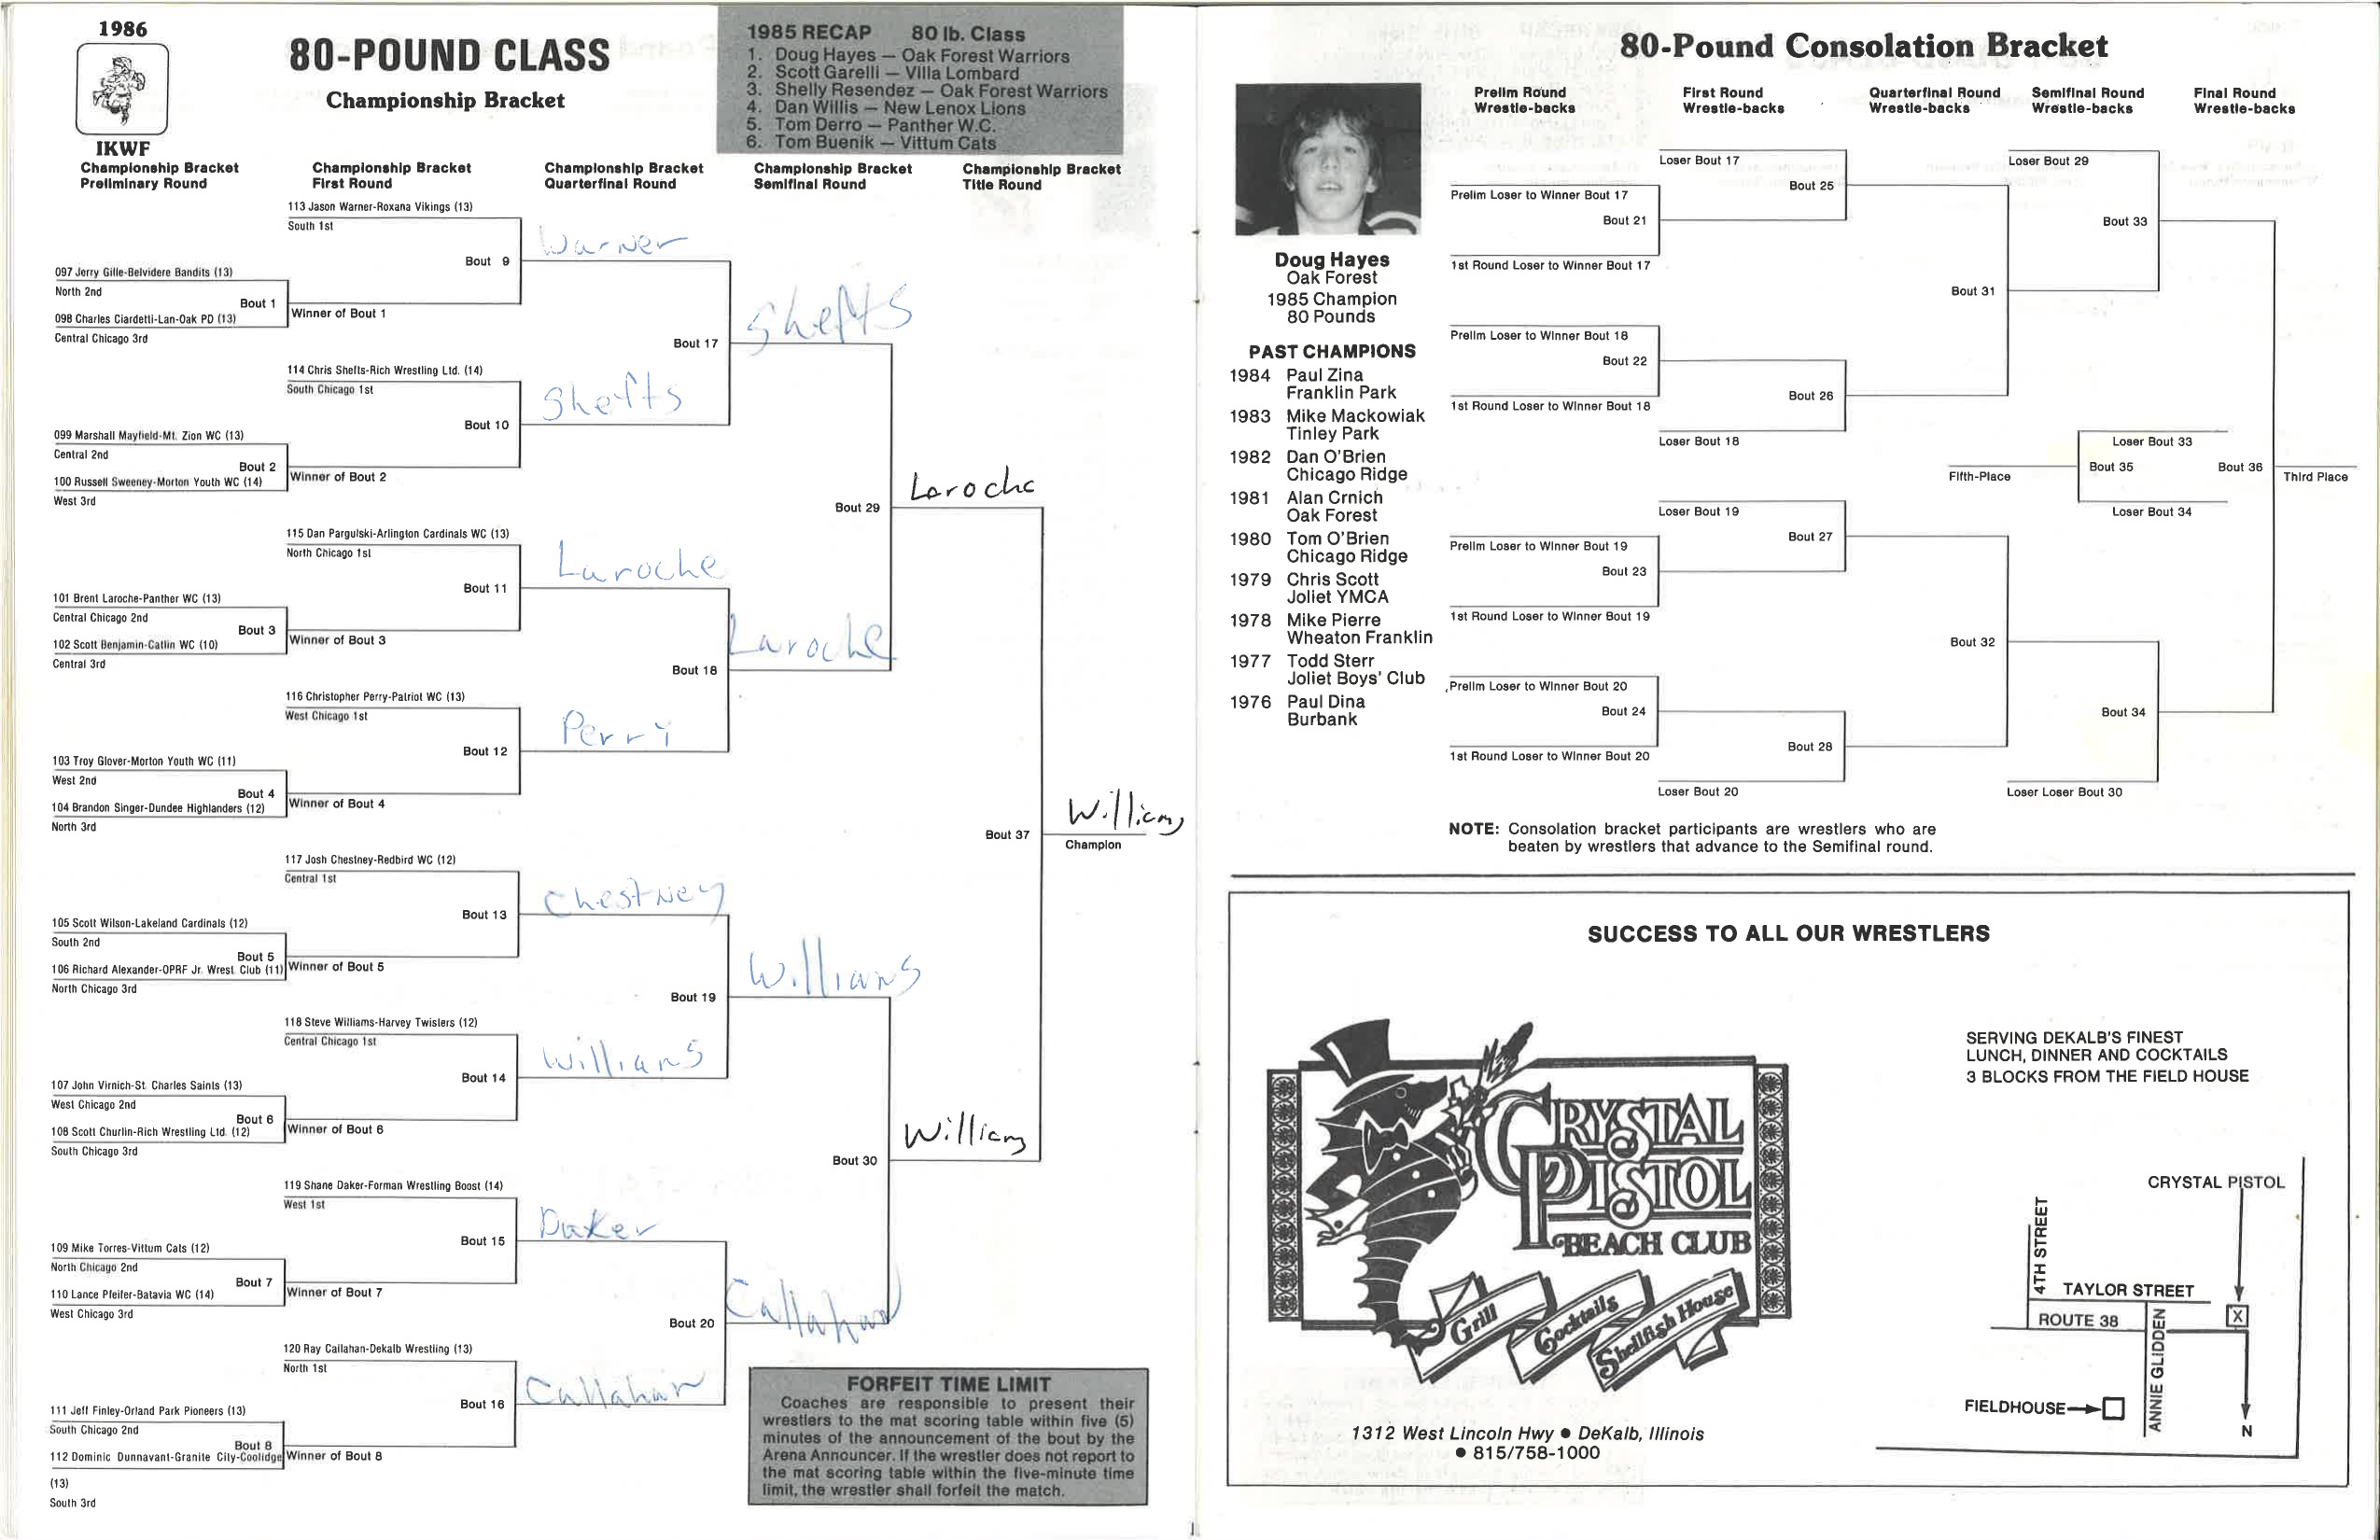 1986
IKWF
80-POUND CLASS
Championship Bracket
1985 RECAP 80 lb. Class
1. Doug Hayes — Oak Forest Warriors
2. Scott Garelli — Villa Lombard
3. Shelly Resendez — Oak Forest Warriors
4. Dan Willis — New Lenox Lions
5. Tom Derro — Panther W.C.
6. Tom Buenik — Vittum Cats
Championship Bracket
Preliminary Round
Championship Bracket
First Round
Championship Bracket
Quarterfinal Round
Championship Bracket
Semifinal Round
Championship Bracket
Title Round
113 Jason Warner-Roxana Vikings (13)
South 1st
Bout 9
Warner
097 Jerry Gille-Belvidere Bandits (13)
North 2nd
Bout 1
098 Charles Ciardetti-Lan-Oak PD (13)
Central Chicago 3rd
Winner of Bout 1
Bout 17
Shefts
114 Chris Shefts-Rich Wrestling Ltd. (14)
South Chicago 1st
Bout 10
Shefts
099 Marshall Mayfield-Mt. Zion WC (13)
Central 2nd
Bout 2
100 Russell Sweeney-Morton Youth WC (14)
West 3rd
Winner of Bout 2
Bout 29
Laroche
115 Dan Pargulski-Arlington Cardinals WC (13)
North Chicago 1st
Bout 11
Laroche
101 Brent Laroche-Panther WC (13)
Central Chicago 2nd
Bout 3
102 Scott Benjamin-Catlin WC (10)
Central 3rd
Winner of Bout 3
Bout 18
Laroche
116 Christopher Perry-Patriot WC (13)
West Chicago 1st
Bout 12
Perry
103 Troy Glover-Morton Youth WC (11)
West 2nd
Bout 4
104 Brandon Singer-Dundee Highlanders (12)
North 3rd
Winner of Bout 4
Bout 37
Williams
Champion
117 Josh Chestney-Redbird WC (12)
Central 1st
Bout 13
Chestney
105 Scott Wilson-Lakeland Cardinals (12)
South 2nd
Bout 5
106 Richard Alexander-OPRF Jr. Wrest. Club (11)
North Chicago 3rd
Winner of Bout 5
Bout 19
Williams
118 Steve Williams-Harvey Twisters (12)
Central Chicago 1st
Bout 14
Williams
107 John Virnich-St. Charles Saints (13)
West Chicago 2nd
Bout 6
108 Scott Churlin-Rich Wrestling Ltd. (12)
South Chicago 3rd
Winner of Bout 6
Bout 30
Williams
119 Shane Daker-Forman Wrestling Boost (14)
West 1st
Bout 15
Daker
109 Mike Torres-Vittum Cats (12)
North Chicago 2nd
Bout 7
110 Lance Pfeifer-Batavia WC (14)
West Chicago 3rd
Winner of Bout 7
Bout 20
Callahan
120 Ray Callahan-Dekalb Wrestling (13)
North 1st
Bout 16
Callahan
111 Jeff Finley-Orland Park Pioneers (13)
South Chicago 2nd
Bout 8
112 Dominic Dunnavant-Granite City-Coolidge
(13)
South 3rd
Winner of Bout 8
FORFEIT TIME LIMIT
Coaches are responsible to present their
wrestlers to the mat scoring table within five (5)
minutes of the announcement of the bout by the
Arena Announcer. If the wrestler does not report to
the mat scoring table within the five-minute time
limit, the wrestler shall forfeit the match.
80-Pound Consolation Bracket
Prelim Round
Wrestle-backs
First Round
Wrestle-backs
Quarterfinal Round
Wrestle-backs
Semifinal Round
Wrestle-backs
Final Round
Wrestle-backs
Doug Hayes
Oak Forest
1985 Champion
80 Pounds
PAST CHAMPIONS
1984 Paul Zina
Franklin Park
1983 Mike Mackowiak
Tinley Park
1982 Dan O'Brien
Chicago Ridge
1981 Alan Crnich
Oak Forest
1980 Tom O'Brien
Chicago Ridge
1979 Chris Scott
Joliet YMCA
1978 Mike Pierre
Wheaton Franklin
1977 Todd Sterr
Joliet Boys' Club
1976 Paul Dina
Burbank
Loser Bout 17
Bout 25
Prelim Loser to Winner Bout 17
Bout 21
1st Round Loser to Winner Bout 17
Loser Bout 29
Bout 33
Bout 31
Prelim Loser to Winner Bout 18
Bout 22
1st Round Loser to Winner Bout 18
Bout 26
Loser Bout 18
Loser Bout 33
Bout 35
Fifth-Place
Loser Bout 34
Bout 36
Third Place
Loser Bout 19
Bout 27
Prelim Loser to Winner Bout 19
Bout 23
1st Round Loser to Winner Bout 19
Bout 32
Prelim Loser to Winner Bout 20
Bout 24
1st Round Loser to Winner Bout 20
Bout 28
Loser Bout 20
Bout 34
Loser Loser Bout 30
NOTE: Consolation bracket participants are wrestlers who are
beaten by wrestlers that advance to the Semifinal round.
SUCCESS TO ALL OUR WRESTLERS
SERVING DEKALB'S FINEST
LUNCH, DINNER AND COCKTAILS
3 BLOCKS FROM THE FIELD HOUSE
CRYSTAL
PISTOL
BEACH CLUB
Grill
Cocktails
Shellfish House
1312 West Lincoln Hwy ● DeKalb, Illinois
● 815/758-1000
CRYSTAL PISTOL
4TH STREET
TAYLOR STREET
ROUTE 38
X
ANNIE GLIDDEN
FIELDHOUSE
N